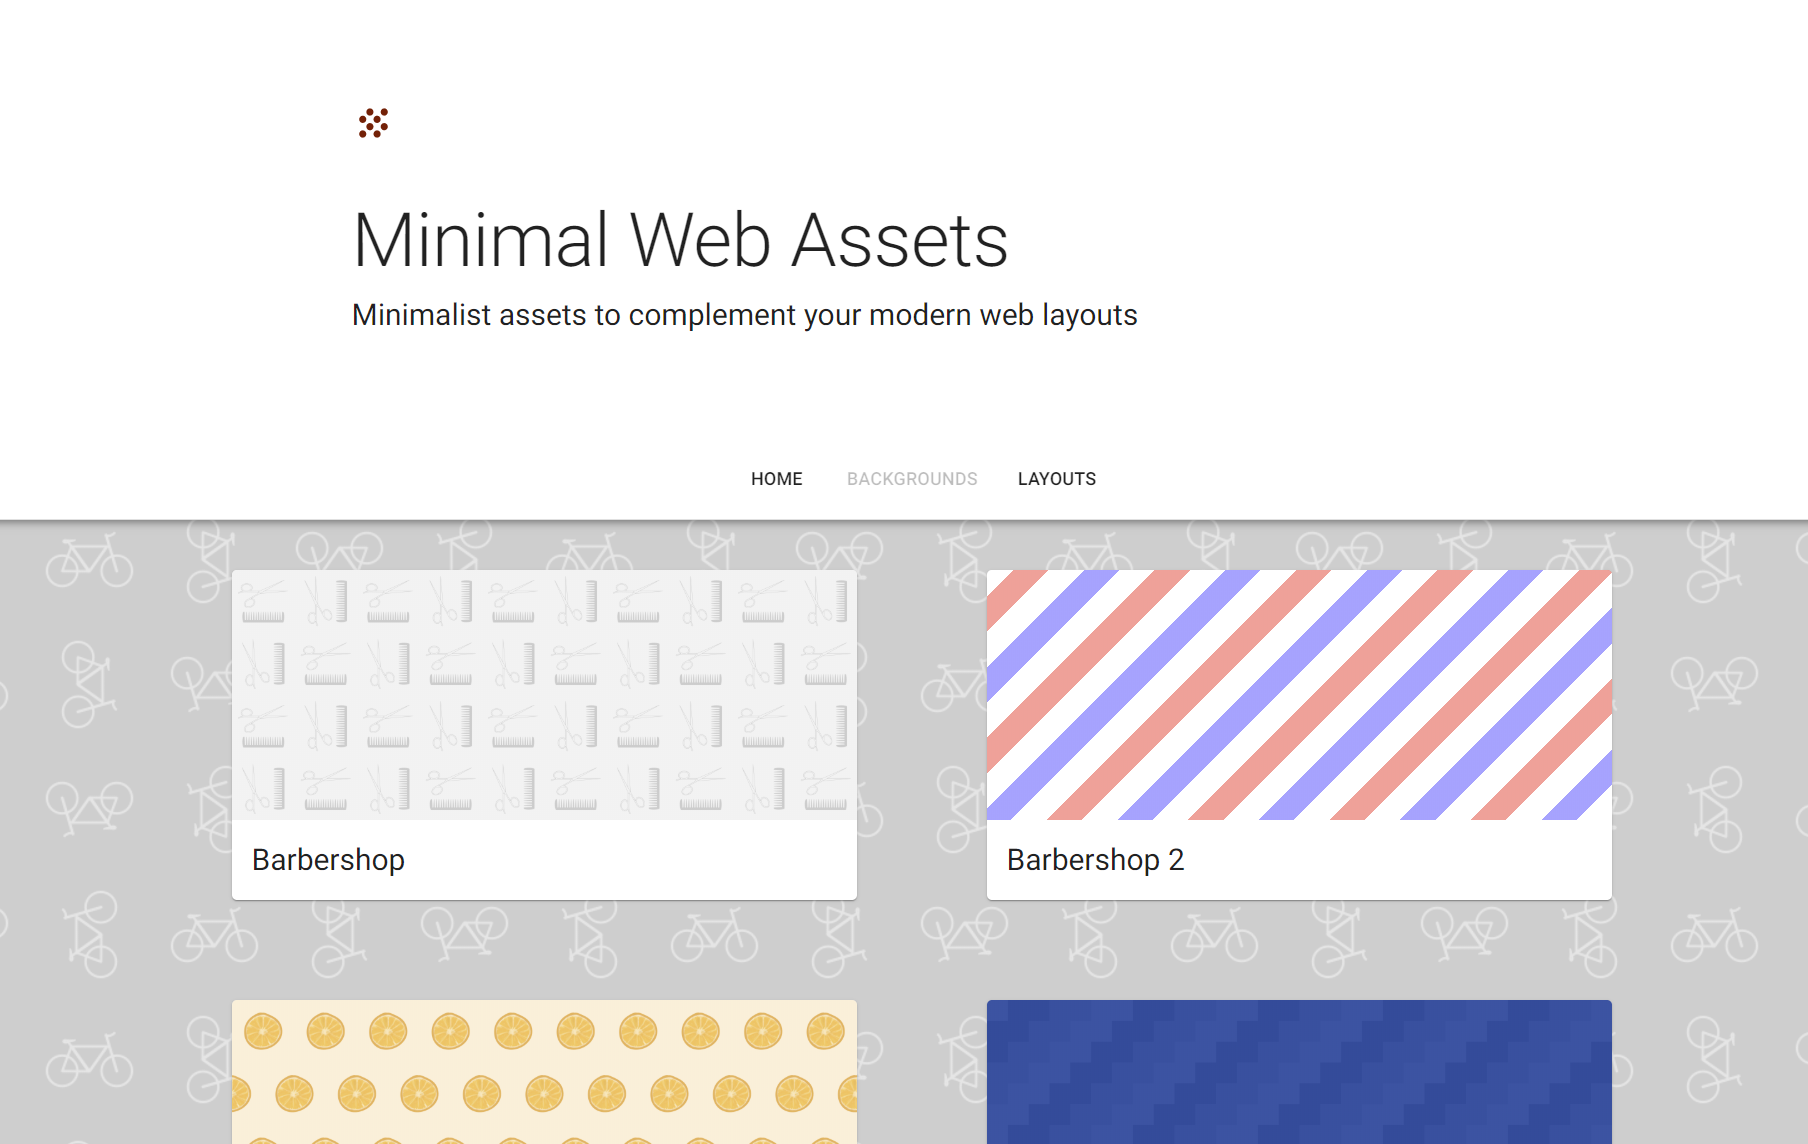 Minimal Web Assets
Minimalist assets to complement your modern web layouts
HOME BACKGROUNDS LAYOUTS
Barbershop
Barbershop 2